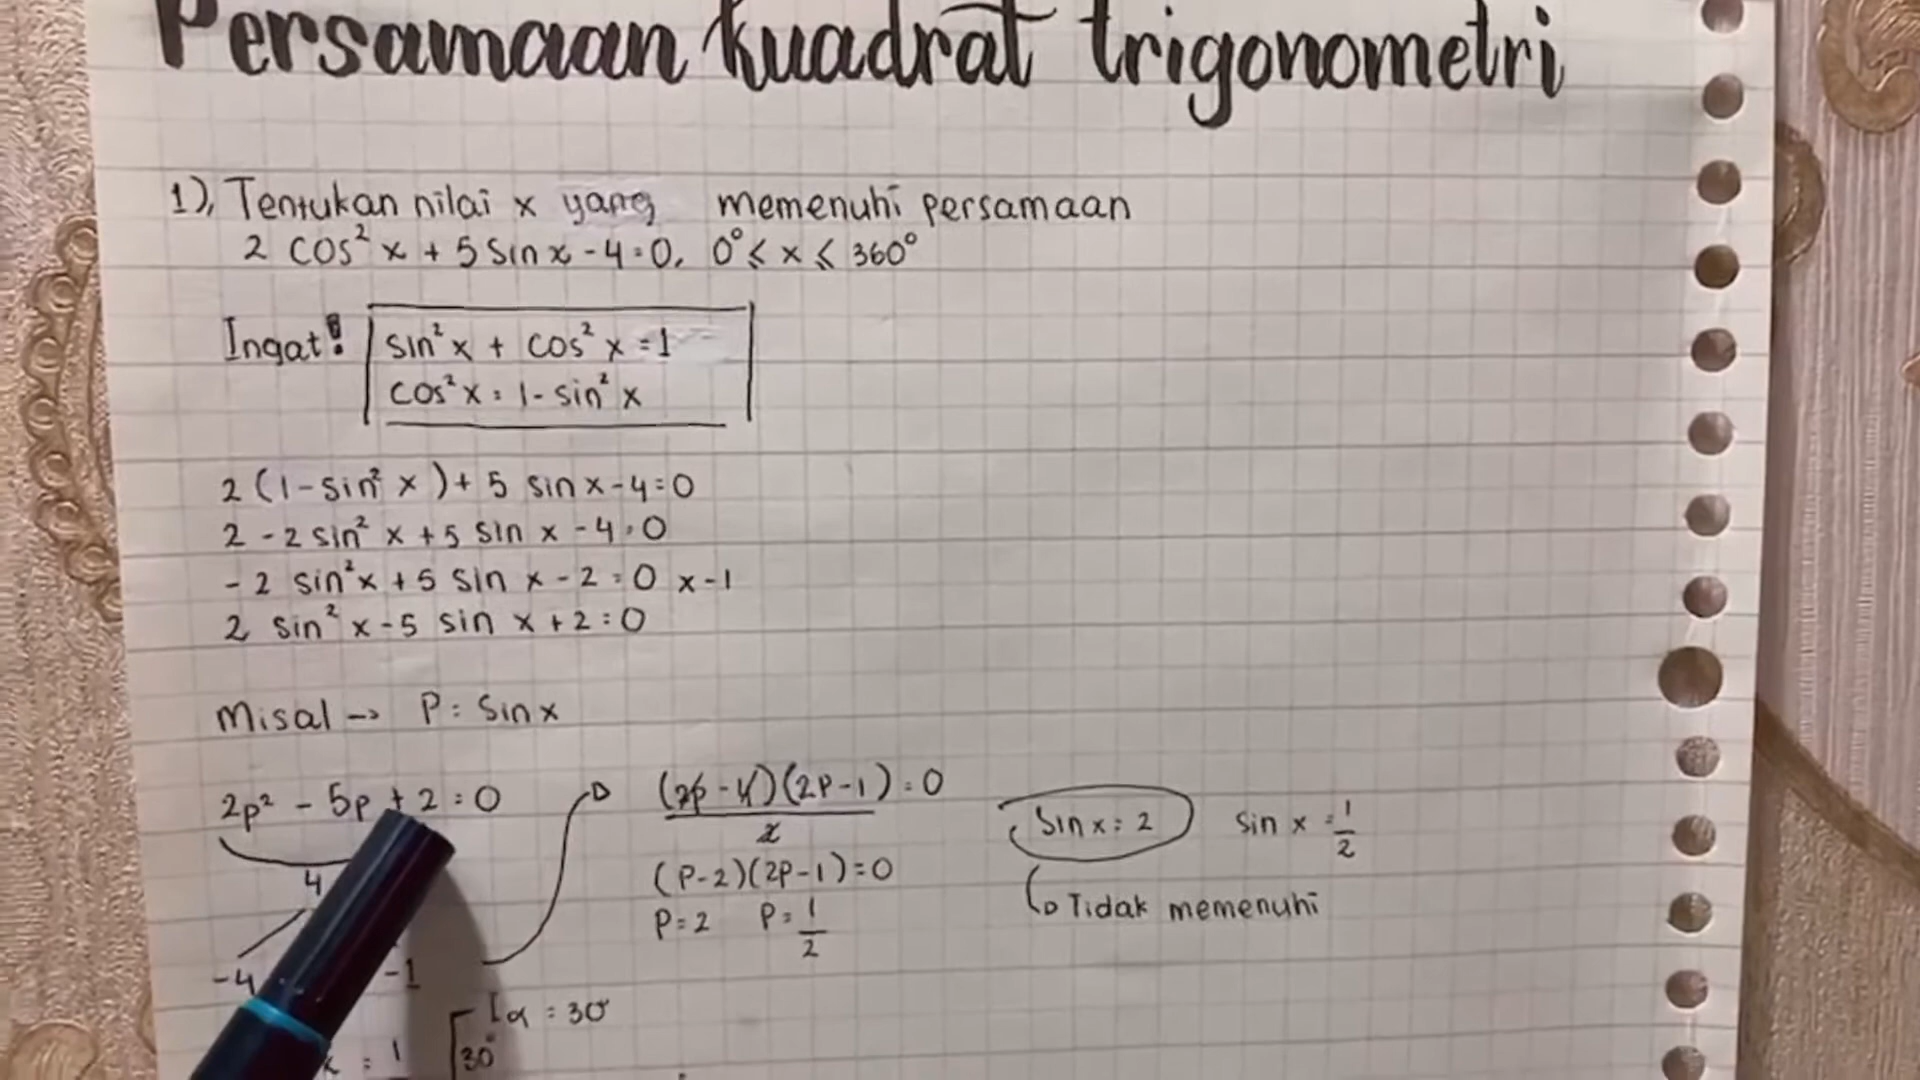 Persamaan kuadrat trigonometri
1), Tentukan nilai x yang memenuhi persamaan
2 cos² x + 5 sin x - 4 = 0, 0° ≤ x ≤ 360°
Ingat!
sin² x + cos² x = 1
cos² x = 1 - sin² x
2 (1 - sin² x) + 5 sin x - 4 = 0
2 - 2 sin² x + 5 sin x - 4 = 0
- 2 sin² x + 5 sin x - 2 = 0 x - 1
2 sin² x - 5 sin x + 2 = 0
Misal → P = Sin x
2p² - 5p + 2 = 0
4
-4 -1
(2p - 4)(2p - 1) = 0
2
(P - 2)(2P - 1) = 0
P = 2 P = 1/2
Sin x = 2 sin x = 1/2
Tidak memenuhi
I α = 30°
30°